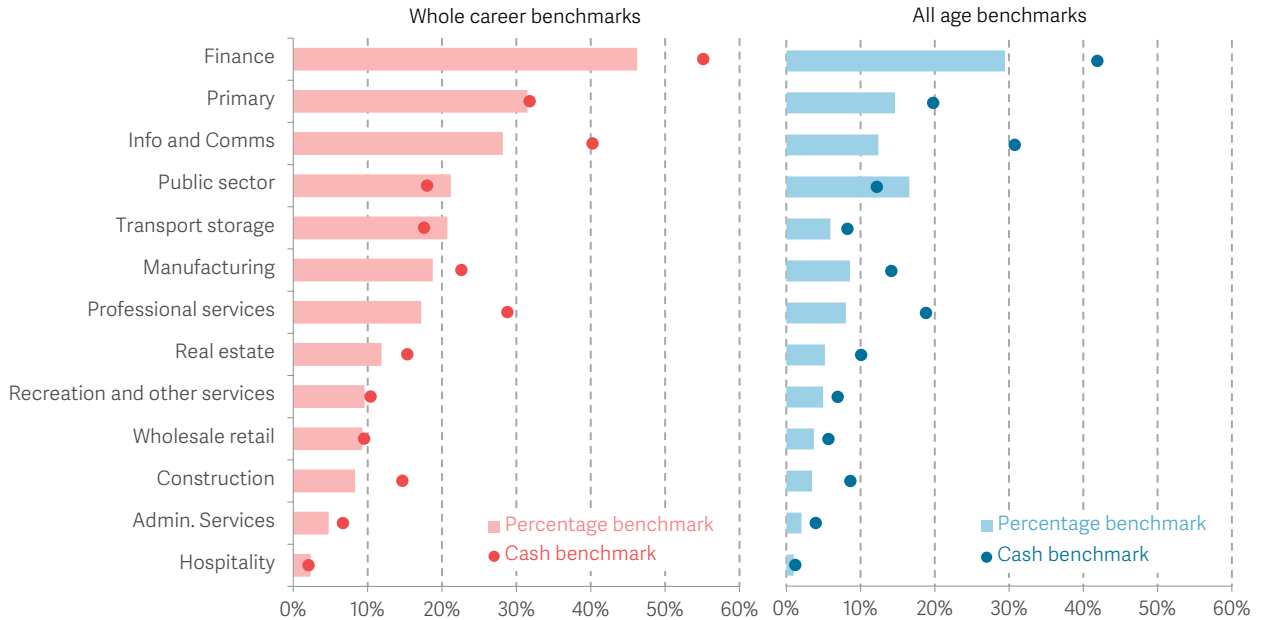 Whole career benchmarks
All age benchmarks
Finance
Primary
Info and Comms
Public sector
Transport storage
Manufacturing
Professional services
Real estate
Recreation and other services
Wholesale retail
Construction
Admin. Services
Hospitality
Percentage benchmark
Cash benchmark
Percentage benchmark
Cash benchmark
0% 10% 20% 30% 40% 50% 60%
0% 10% 20% 30% 40% 50% 60%